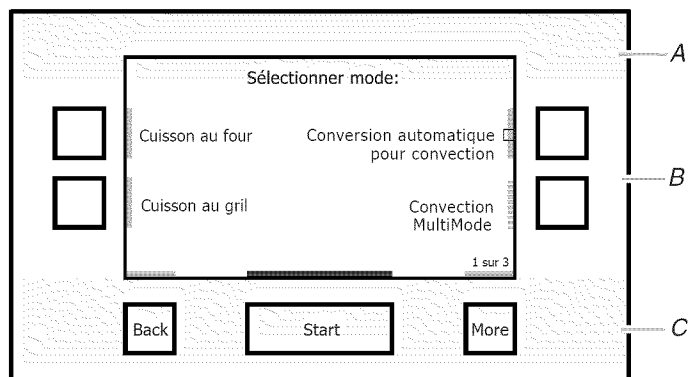 Sélectionner mode:
Cuisson au four
Conversion automatique
pour convection
Cuisson au gril
Convection
MultiMode
1 sur 3
Back
Start
More
A
B
C